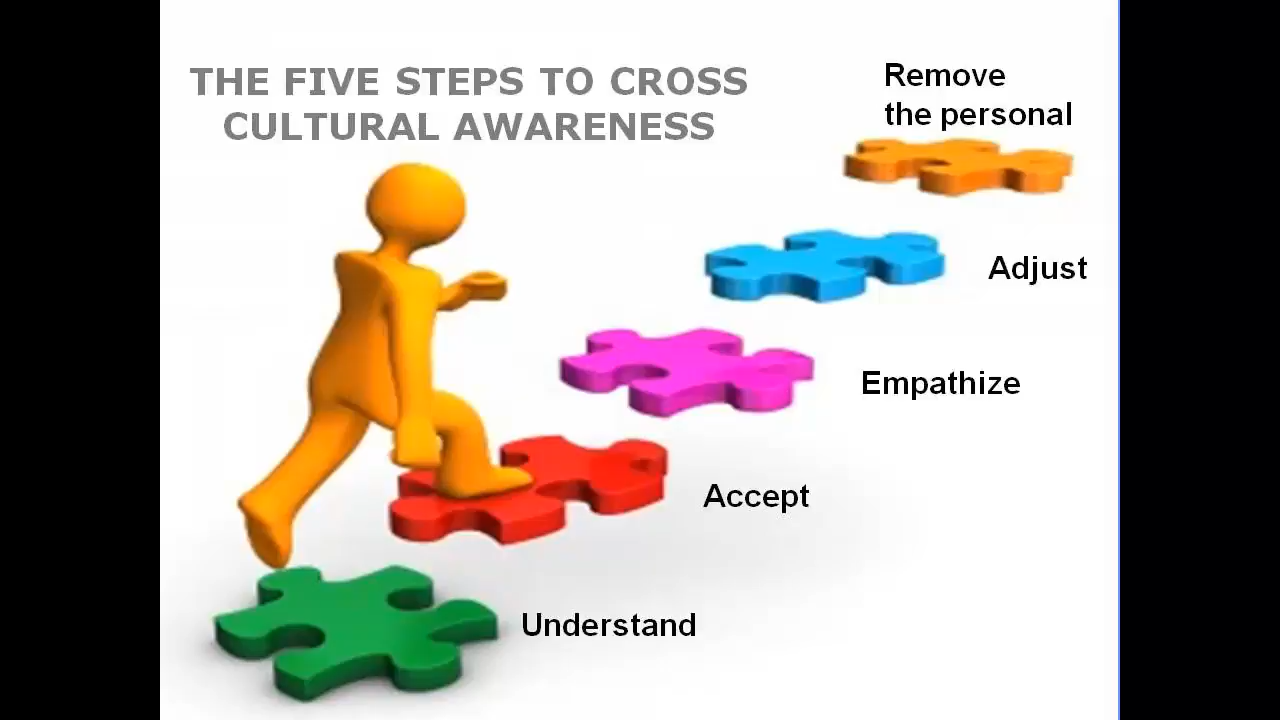 THE FIVE STEPS TO CROSS
CULTURAL AWARENESS
Remove
the personal
Adjust
Empathize
Accept
Understand